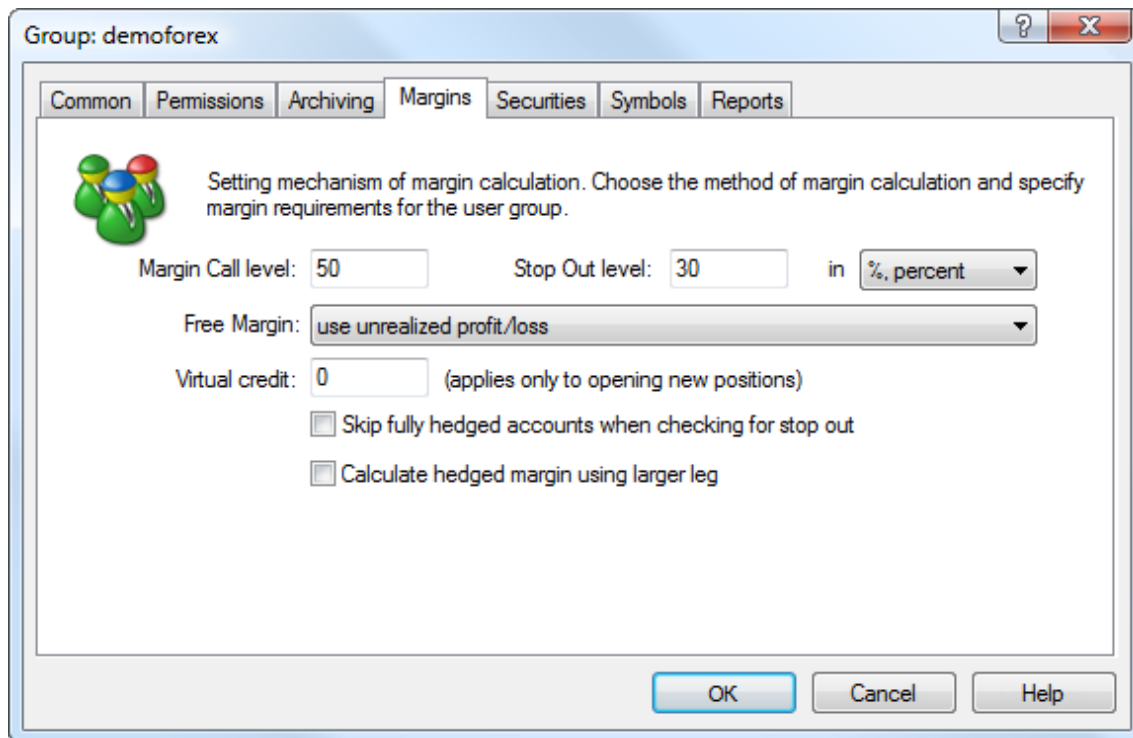 Group: demoforex
Common Permissions Archiving Margins Securities Symbols Reports
Setting mechanism of margin calculation. Choose the method of margin calculation and specify
margin requirements for the user group.
Margin Call level: 50 Stop Out level: 30 in %, percent
Free Margin: use unrealized profit/loss
Virtual credit: 0 (applies only to opening new positions)
Skip fully hedged accounts when checking for stop out
Calculate hedged margin using larger leg
OK Cancel Help